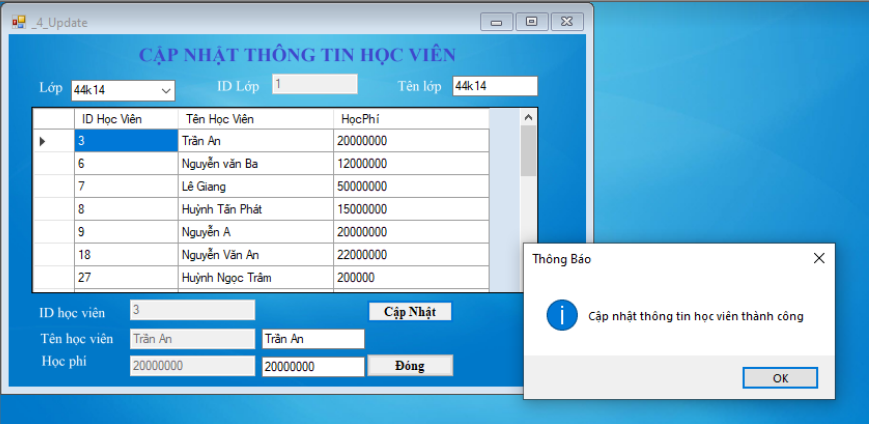 _4_Update
CẬP NHẬT THÔNG TIN HỌC VIÊN
Lớp 44k14 ID Lớp 1 Tên lớp 44k14
ID Học Viên Tên Học Viên HọcPhí
3 Trần An 20000000
6 Nguyễn văn Ba 12000000
7 Lê Giang 50000000
8 Huỳnh Tấn Phát 15000000
9 Nguyễn A 20000000
18 Nguyễn Văn An 22000000
27 Huỳnh Ngọc Trâm 200000
ID học viên 3 Cập Nhật
Tên học viên Trần An Trần An
Học phí 20000000 20000000 Đóng
Thông Báo
Cập nhật thông tin học viên thành công
OK